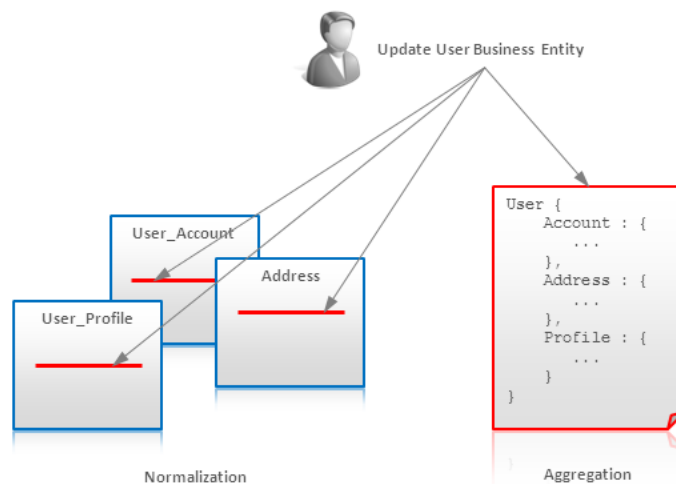 Update User Business Entity
User_Account
Address
User_Profile
User {
    Account : {
        ...
    },
    Address : {
        ...
    },
    Profile : {
        ...
    }
}
Normalization
Aggregation